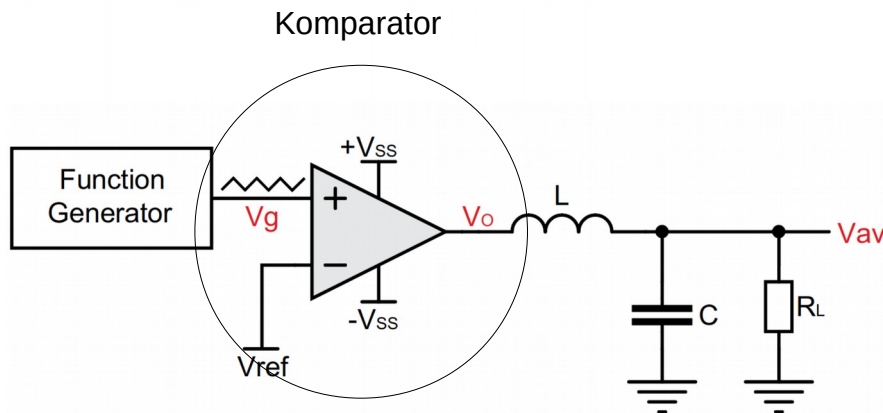 Komparator
Function
Generator
Vg
+
−
+VSS
-VSS
Vref
VO
L
C
RL
Vav